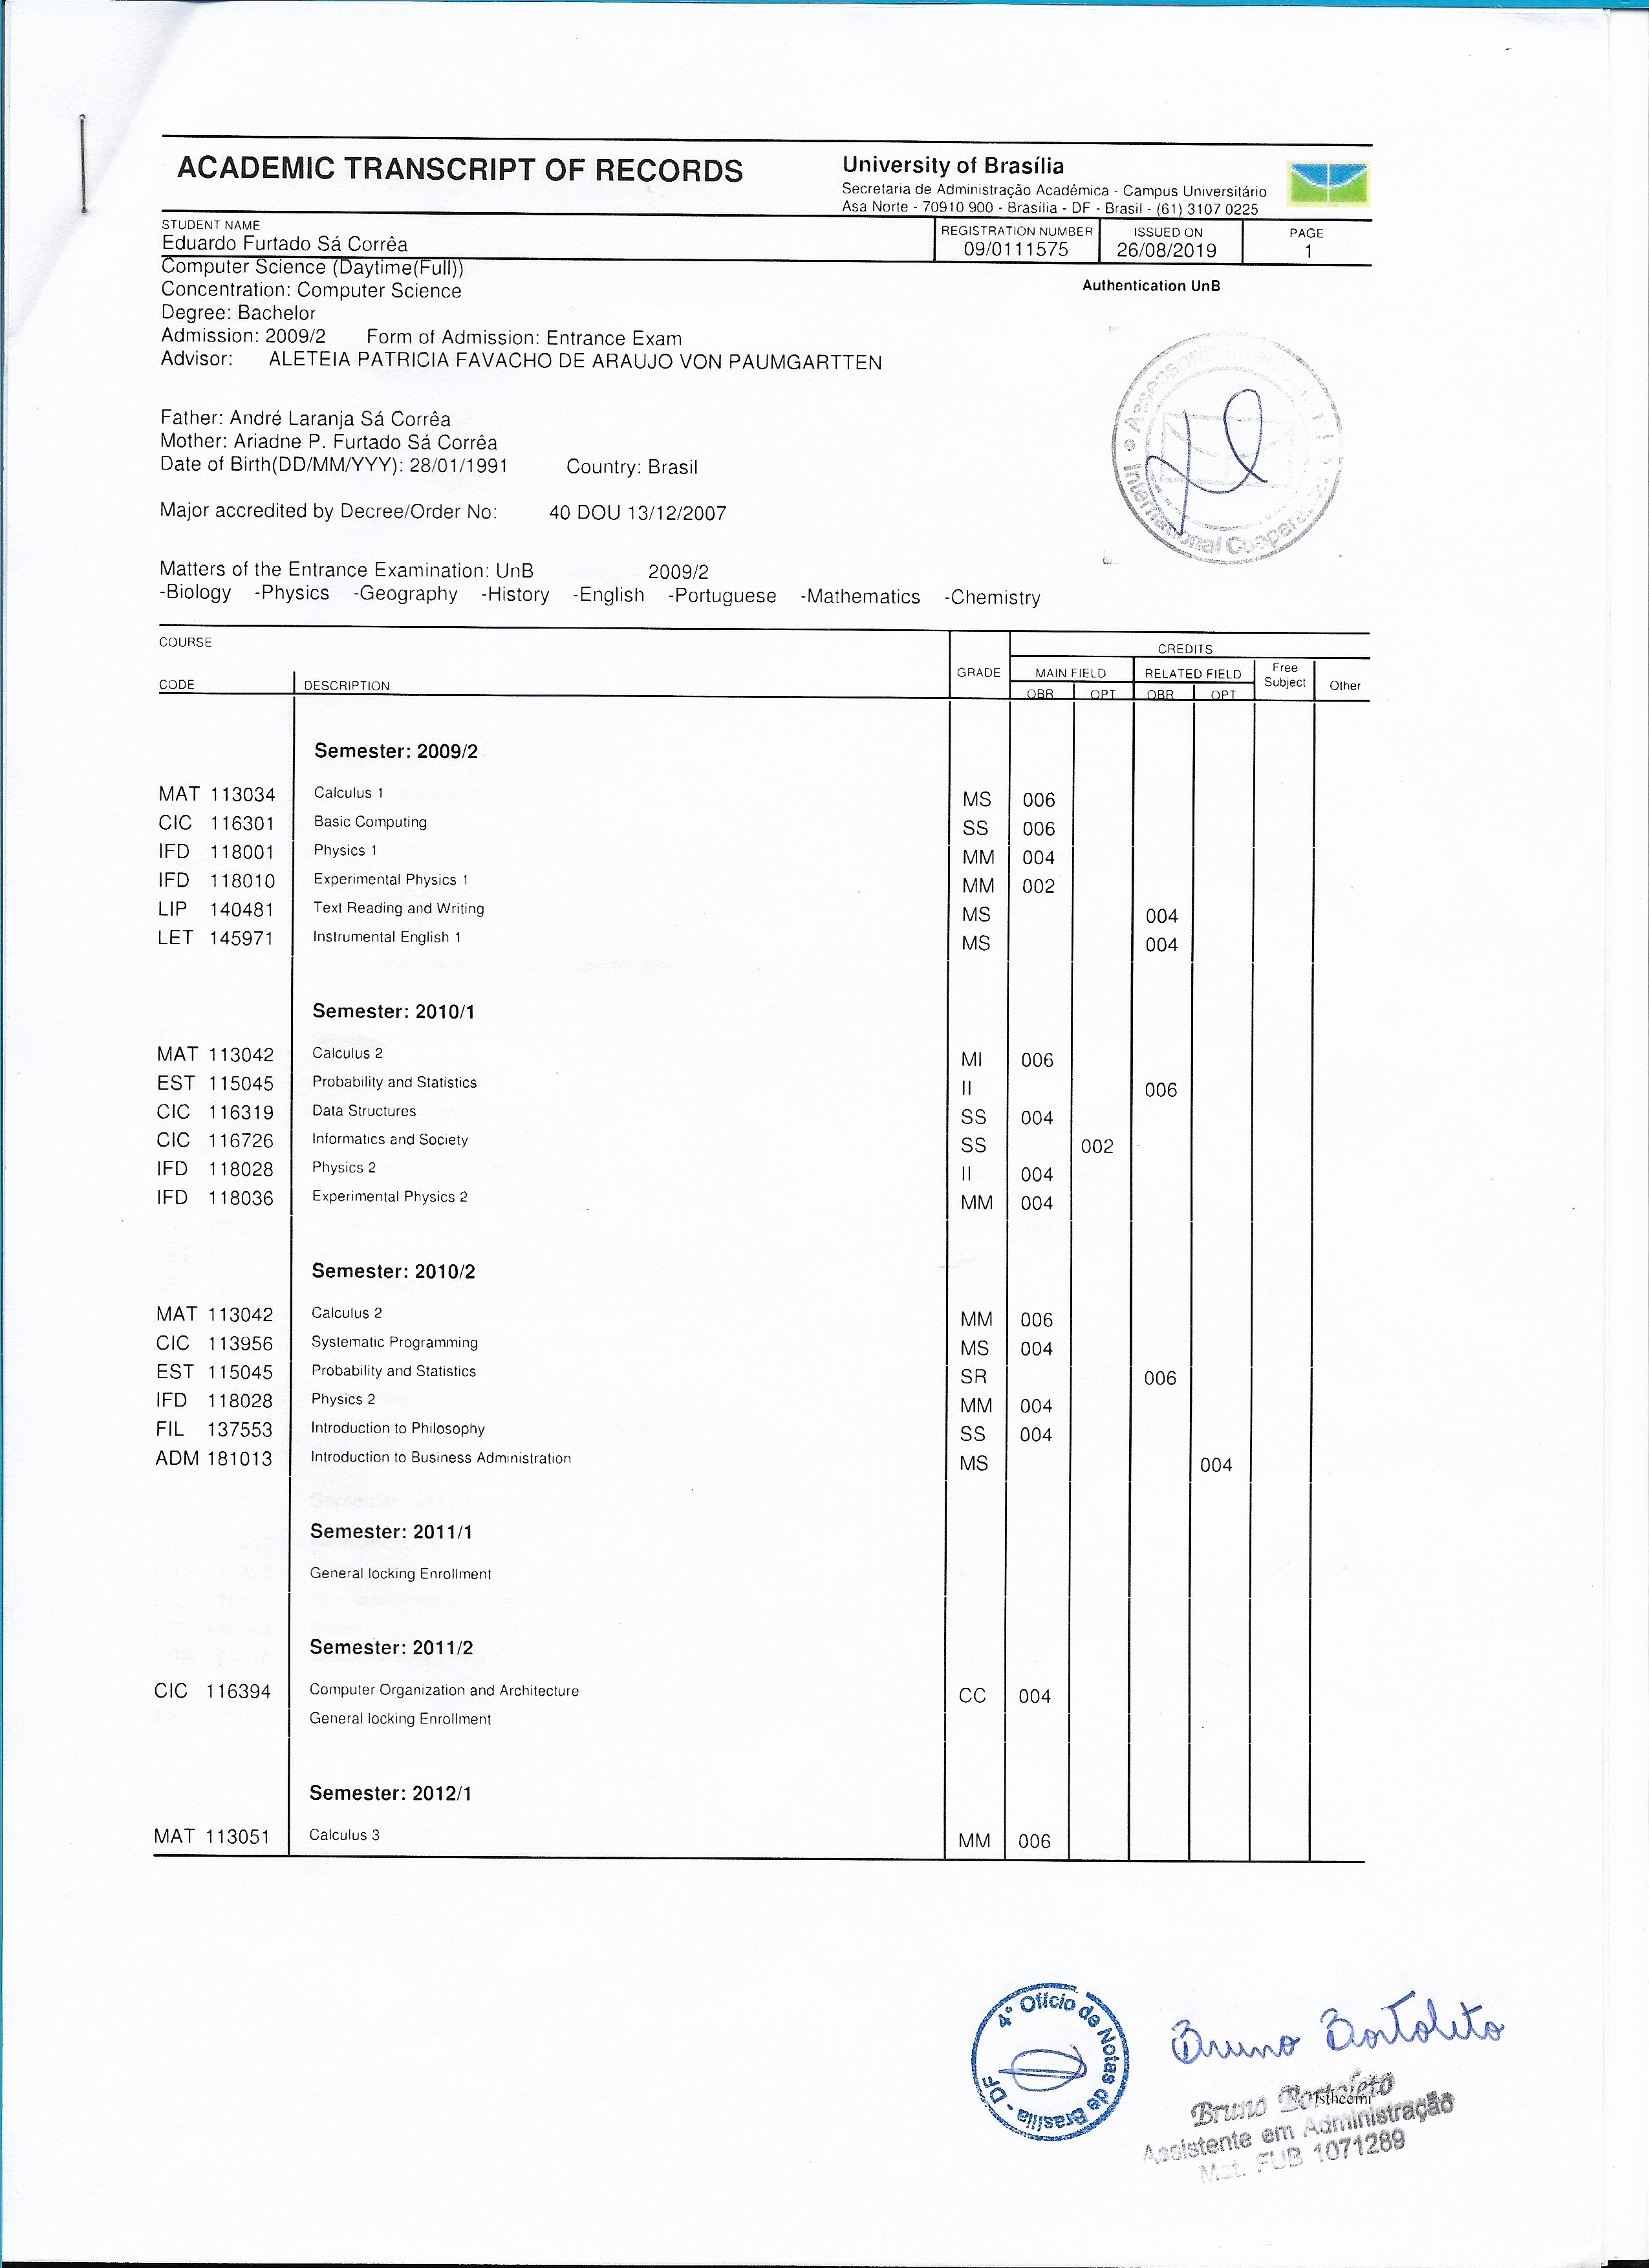 ACADEMIC TRANSCRIPT OF RECORDS
University of Brasília
Secretaria de Administração Acadêmica - Campus Universitário
Asa Norte - 70910 900 - Brasília - DF - Brasil - (61) 3107 0225
STUDENT NAME
Eduardo Furtado Sá Corrêa
REGISTRATION NUMBER
09/0111575
ISSUED ON
26/08/2019
PAGE
1
Computer Science (Daytime(Full))
Concentration: Computer Science
Degree: Bachelor
Admission: 2009/2 Form of Admission: Entrance Exam
Advisor: ALETEIA PATRICIA FAVACHO DE ARAUJO VON PAUMGARTTEN
Authentication UnB
International
Father: André Laranja Sá Corrêa
Mother: Ariadne P. Furtado Sá Corrêa
Date of Birth(DD/MM/YYY): 28/01/1991 Country: Brasil
Major accredited by Decree/Order No: 40 DOU 13/12/2007
Matters of the Entrance Examination: UnB 2009/2
-Biology -Physics -Geography -History -English -Portuguese -Mathematics -Chemistry
COURSE
CREDITS
GRADE MAIN FIELD RELATED FIELD Free Subject Other
CODE DESCRIPTION
OBR OPT OBR OPT
Semester: 2009/2
MAT 113034 Calculus 1 MS 006
CIC 116301 Basic Computing SS 006
IFD 118001 Physics 1 MM 004
IFD 118010 Experimental Physics 1 MM 002
LIP 140481 Text Reading and Writing MS 004
LET 145971 Instrumental English 1 MS 004
Semester: 2010/1
MAT 113042 Calculus 2 MI 006
EST 115045 Probability and Statistics II 006
CIC 116319 Data Structures SS 004
CIC 116726 Informatics and Society SS 002
IFD 118028 Physics 2 II 004
IFD 118036 Experimental Physics 2 MM 004
Semester: 2010/2
MAT 113042 Calculus 2 MM 006
CIC 113956 Systematic Programming MS 004
EST 115045 Probability and Statistics SR 006
IFD 118028 Physics 2 MM 004
FIL 137553 Introduction to Philosophy SS 004
ADM 181013 Introduction to Business Administration MS 004
Semester: 2011/1
General locking Enrollment
Semester: 2011/2
CIC 116394 Computer Organization and Architecture CC 004
General locking Enrollment
Semester: 2012/1
MAT 113051 Calculus 3 MM 006
4º Ofício de Notas de Brasília - DF
Bruno Bortoleto
Bruno Bortoleto
Assistente em Administração
Mat. FUB 1071289